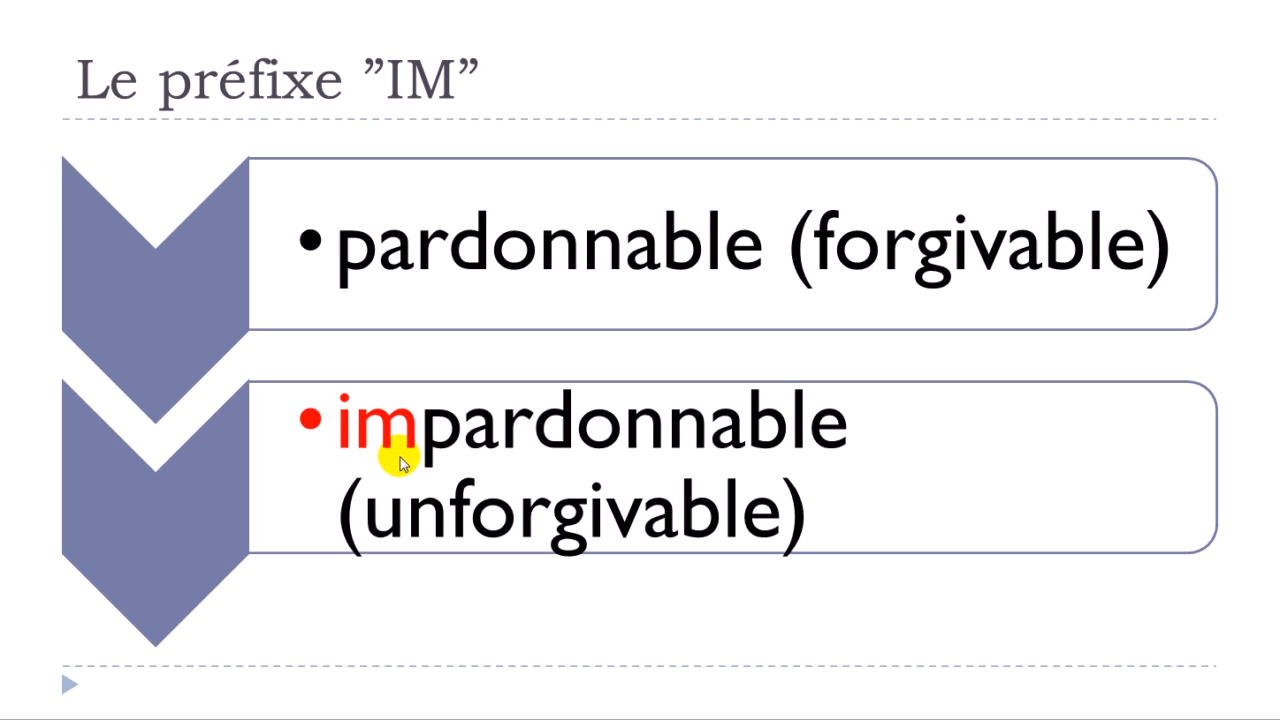 Le préfixe ”IM”
•pardonnable (forgivable)
•impardonnable
(unforgivable)